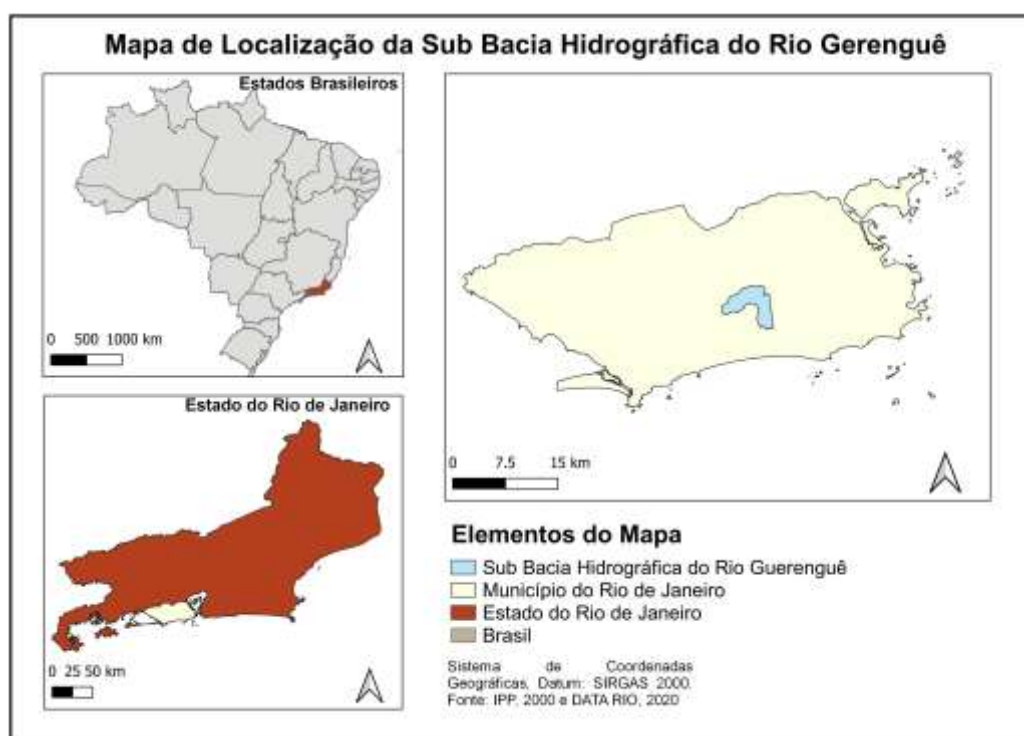 Mapa de Localização da Sub Bacia Hidrográfica do Rio Gerenguê
Estados Brasileiros
0 500 1000 km
Estado do Rio de Janeiro
0 25 50 km
0 7.5 15 km
Elementos do Mapa
Sub Bacia Hidrográfica do Rio Guerenguê
Município do Rio de Janeiro
Estado do Rio de Janeiro
Brasil
Sistema de Coordenadas
Geográficas, Datum: SIRGAS 2000.
Fonte: IPP, 2000 e DATA RIO, 2020